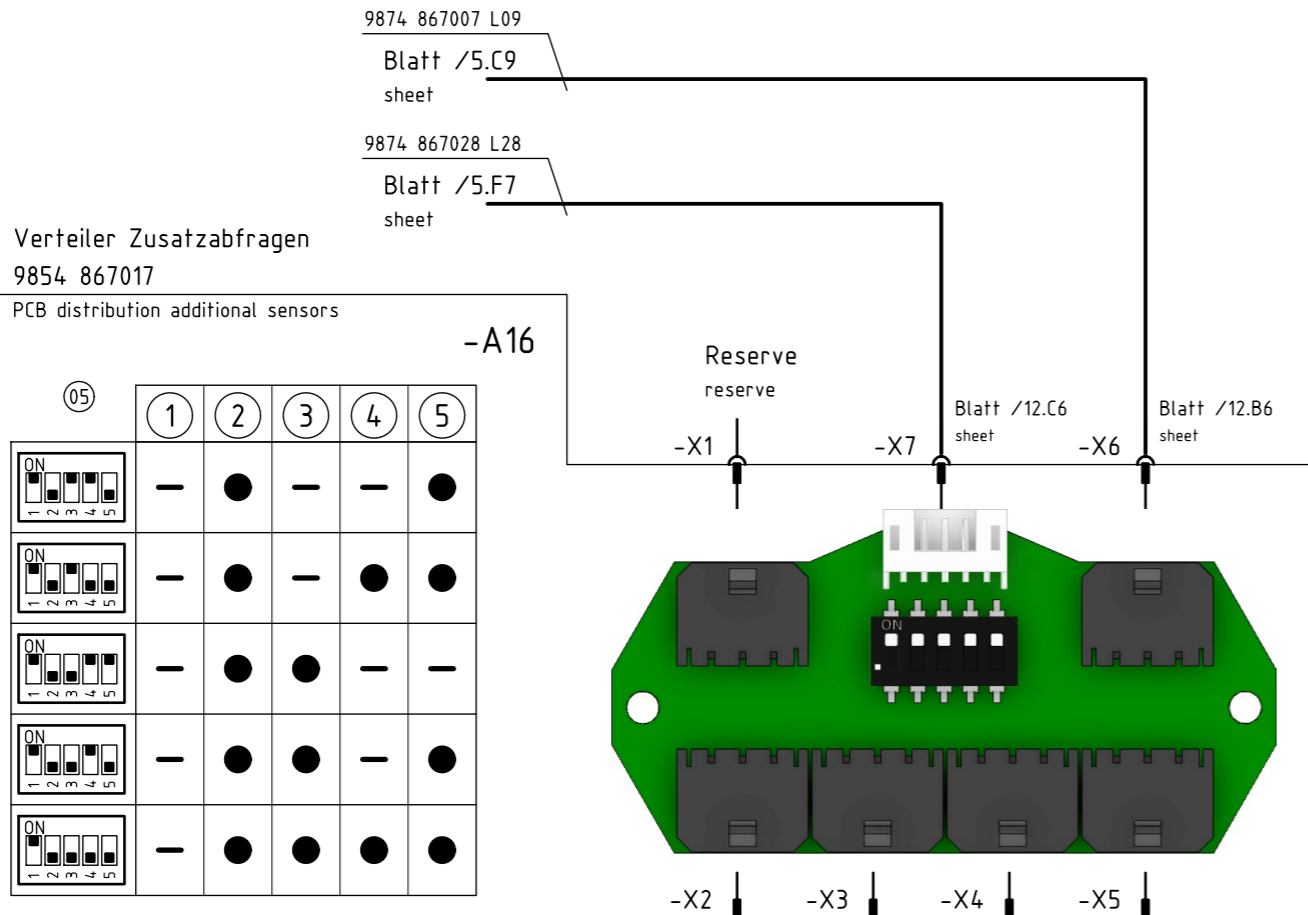 9874 867007 L09
Blatt /5.C9
sheet
9874 867028 L28
Blatt /5.F7
sheet
Verteiler Zusatzabfragen
9854 867017
PCB distribution additional sensors
-A16
Reserve
reserve
-X1
-X7
Blatt /12.C6
sheet
-X6
Blatt /12.B6
sheet
05
1 2 3 4 5
ON
1 2 3 4 5
ON
1 2 3 4 5
ON
1 2 3 4 5
ON
1 2 3 4 5
ON
1 2 3 4 5
ON
-X2 -X3 -X4 -X5